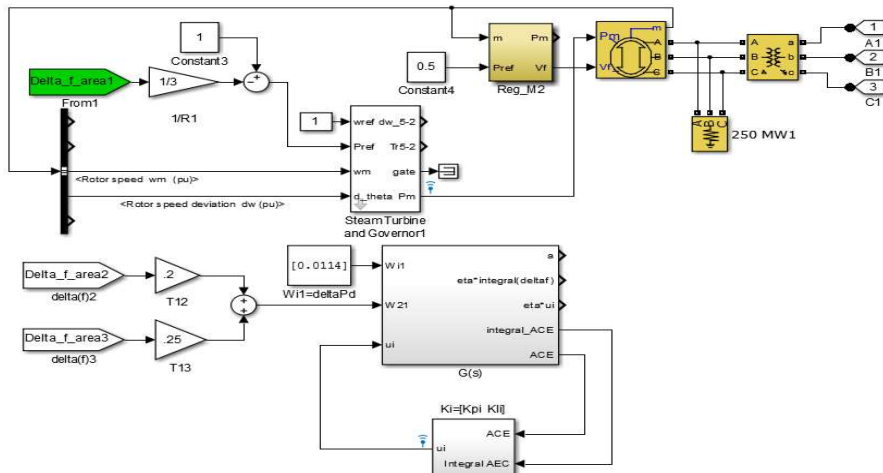 1
Constant3
Delta_f_area1
From1
1/3
1/R1
m
Pm
Pref
Vf
Reg_M2
0.5
Constant4
Pm
m
A
Vf_
B
C
A
a
B
b
C
c
1
A1
2
B1
3
C1
A
B
C
250 MW1
1
wref
dw_5-2
Pref
Tr5-2
wm
gate
d_theta
Pm
Steam Turbine
and Governor1
<Rotor speed wm (pu)>
<Rotor speed deviation dw (pu)>
Delta_f_area2
delta(f)2
.2
T12
Delta_f_area3
delta(f)3
.25
T13
[0.0114]
Wi1=deltaPd
Wi1
a
eta*integral(deltaf)
W21
eta*ui
integral_ACE
ui
ACE
G(s)
Ki=[Kpi KIi]
ACE
ui
Integral AEC